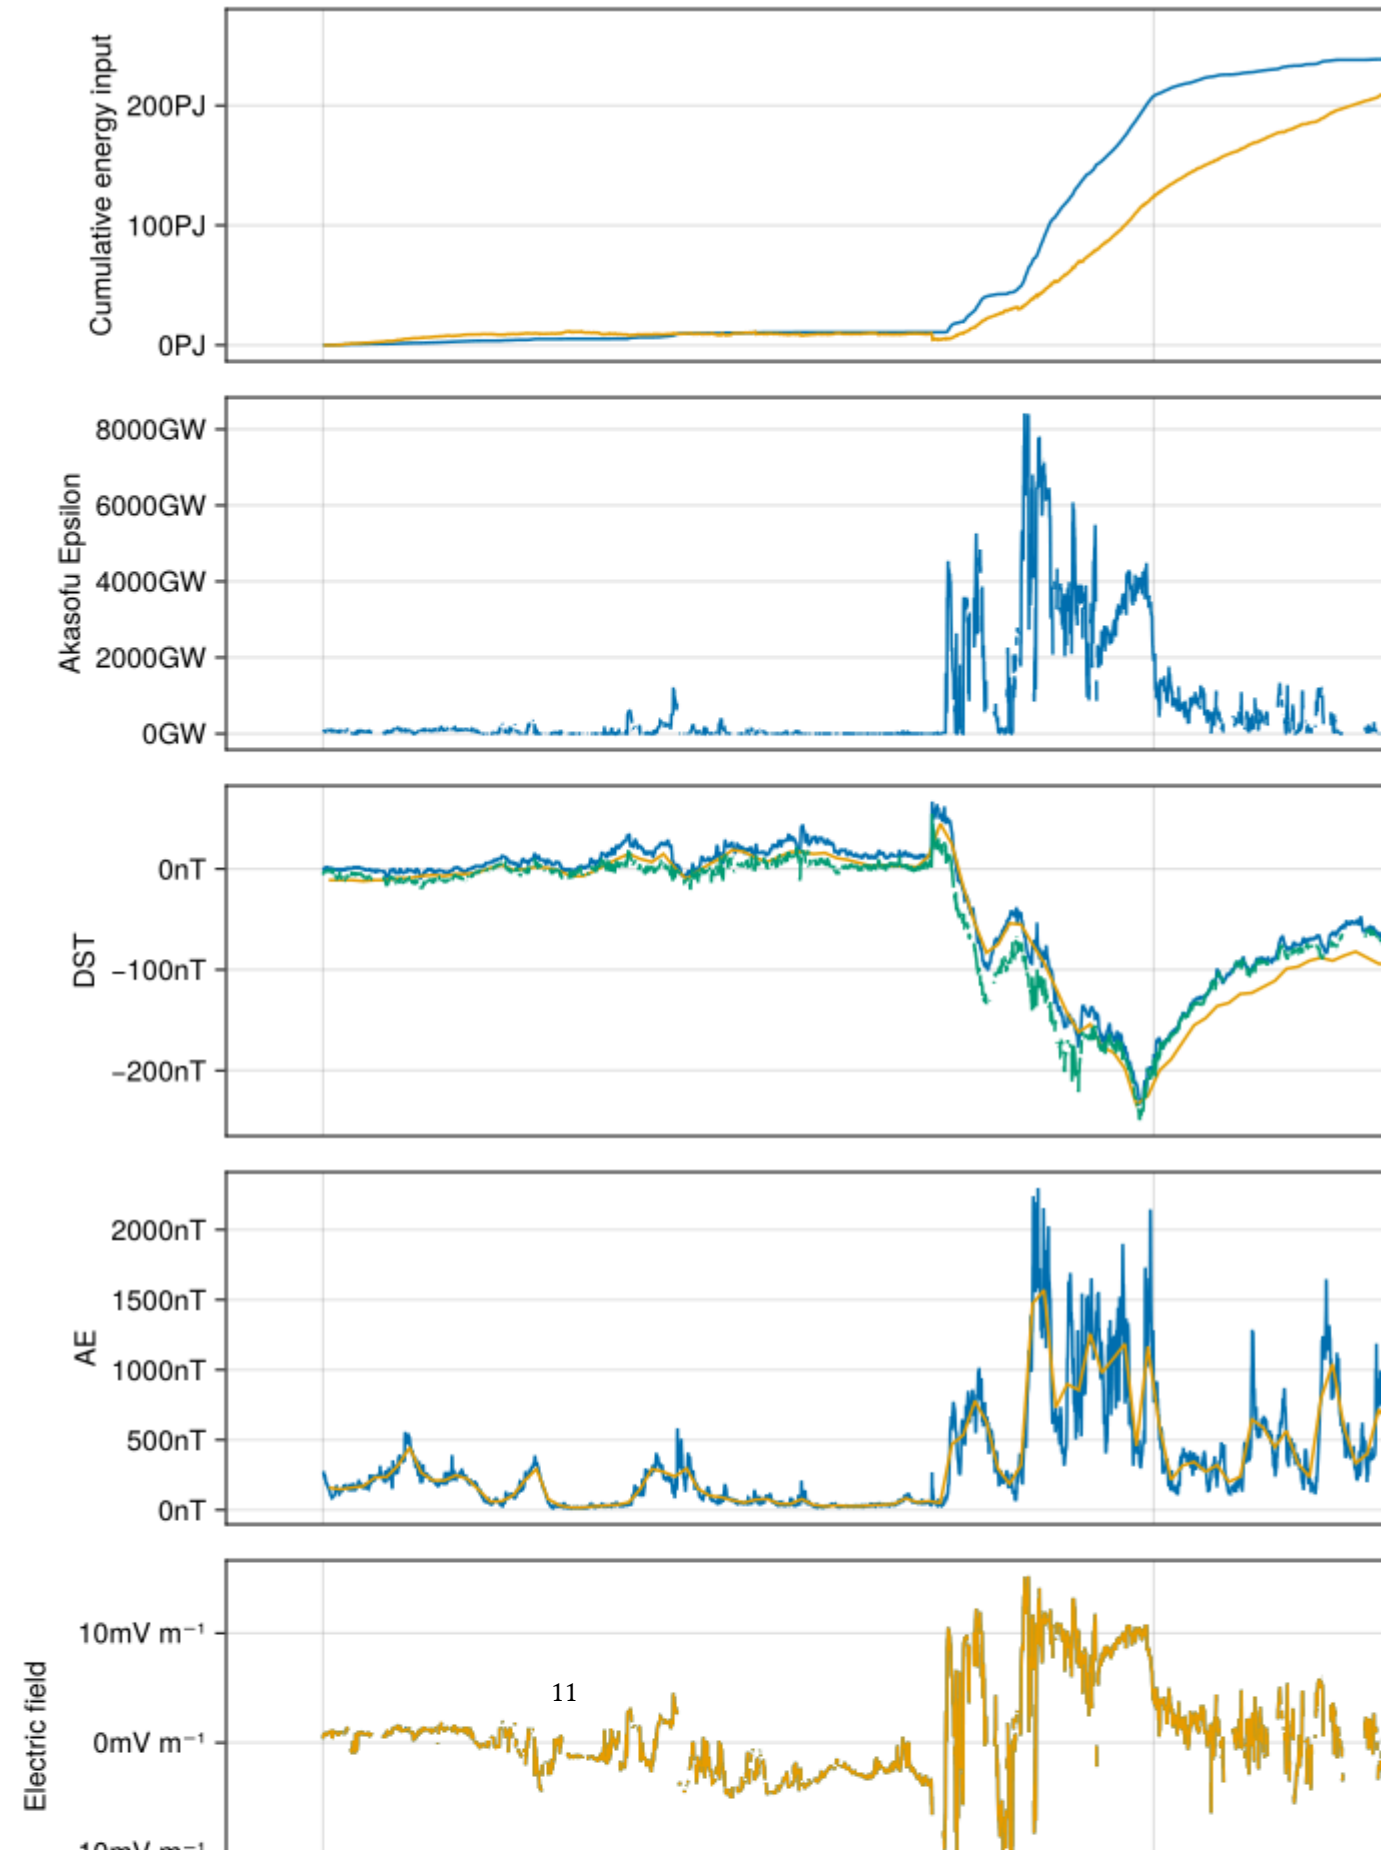 Cumulative energy input
200PJ
100PJ
0PJ
Akasofu Epsilon
8000GW
6000GW
4000GW
2000GW
0GW
DST
0nT
−100nT
−200nT
AE
2000nT
1500nT
1000nT
500nT
0nT
Electric field
10mV m⁻¹
11
0mV m⁻¹